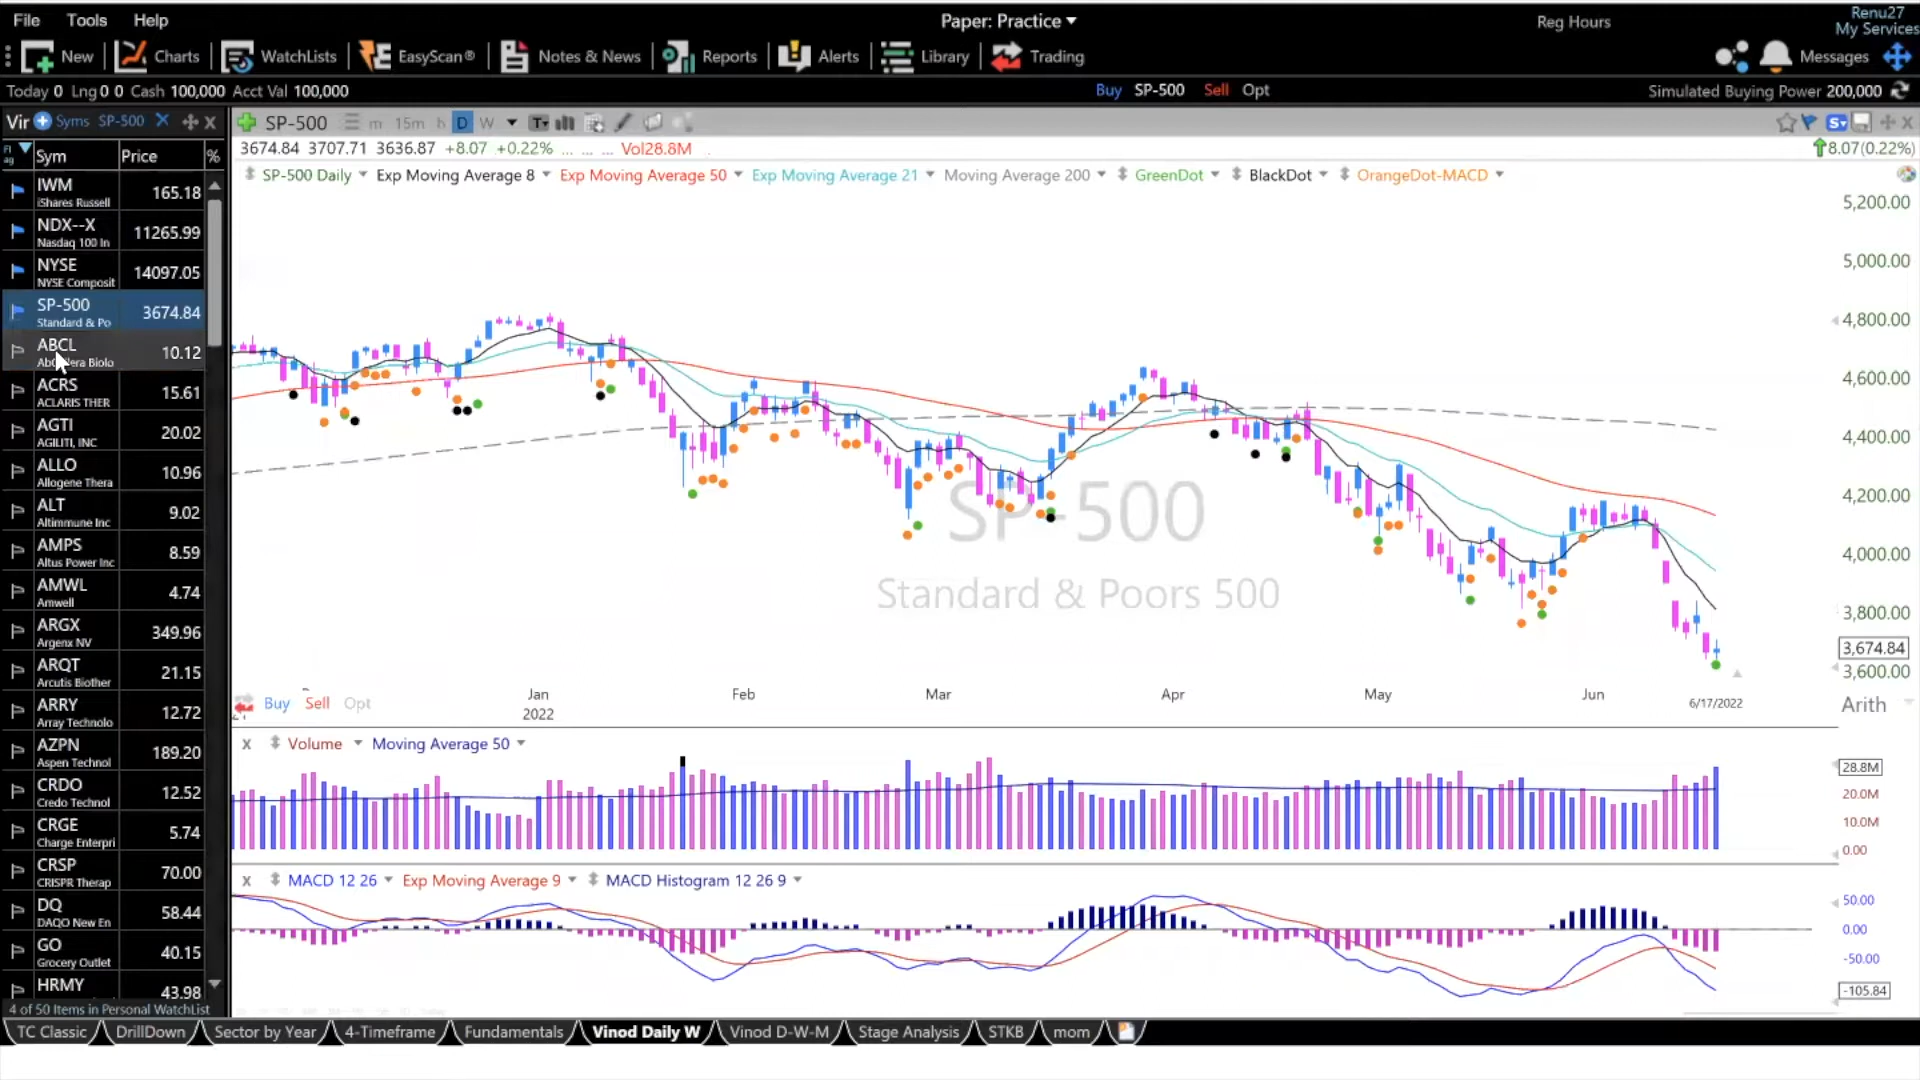 File Tools Help Paper: Practice Reg Hours Renu27
My Services
New Charts WatchLists EasyScan® Notes & News Reports Alerts Library Trading Messages
Today 0 Lng 0 0 Cash 100,000 Acct Val 100,000 Buy SP-500 Sell Opt Simulated Buying Power 200,000
Vir Syms SP-500 X
Flag Sym Price %
IWM 165.18
iShares Russell
NDX--X 11265.99
Nasdaq 100 In
NYSE 14097.05
NYSE Composit
SP-500 3674.84
Standard & Po
ABCL 10.12
ACRS 15.61
ACLARIS THER
AGTI 20.02
AGILITI, INC
ALLO 10.96
Allogene Thera
ALT 9.02
Altimmune Inc
AMPS 8.59
Altus Power Inc
AMWL 4.74
Amwell
ARGX 349.96
Argenx NV
ARQT 21.15
Arcutis Biother
ARRY 12.72
Array Technolo
AZPN 189.20
Aspen Technol
CRDO 12.52
Credo Technol
CRGE 5.74
Charge Enterpri
CRSP 70.00
CRISPR Therap
DQ 58.44
DAQO New En
GO 40.15
Grocery Outlet
HRMY 43.98
4 of 50 Items in Personal WatchList
SP-500 m 15m h D W T
3674.84 3707.71 3636.87 +8.07 +0.22% ... ... ... Vol28.8M 8.07(0.22%)
SP-500 Daily Exp Moving Average 8 Exp Moving Average 50 Exp Moving Average 21 Moving Average 200 GreenDot BlackDot OrangeDot-MACD
5,200.00
5,000.00
4,800.00
4,600.00
4,400.00
4,200.00
4,000.00
3,800.00
3,674.84
3,600.00
SP-500
Standard & Poors 500
Jan Feb Mar Apr May Jun 6/17/2022
2022
Buy Sell Opt
Arith
X Volume Moving Average 50
28.8M
20.0M
10.0M
0.00
X MACD 12 26 Exp Moving Average 9 MACD Histogram 12 26 9
50.00
0.00
-50.00
-105.84
TC Classic DrillDown Sector by Year 4-Timeframe Fundamentals Vinod Daily W Vinod D-W-M Stage Analysis STKB mom